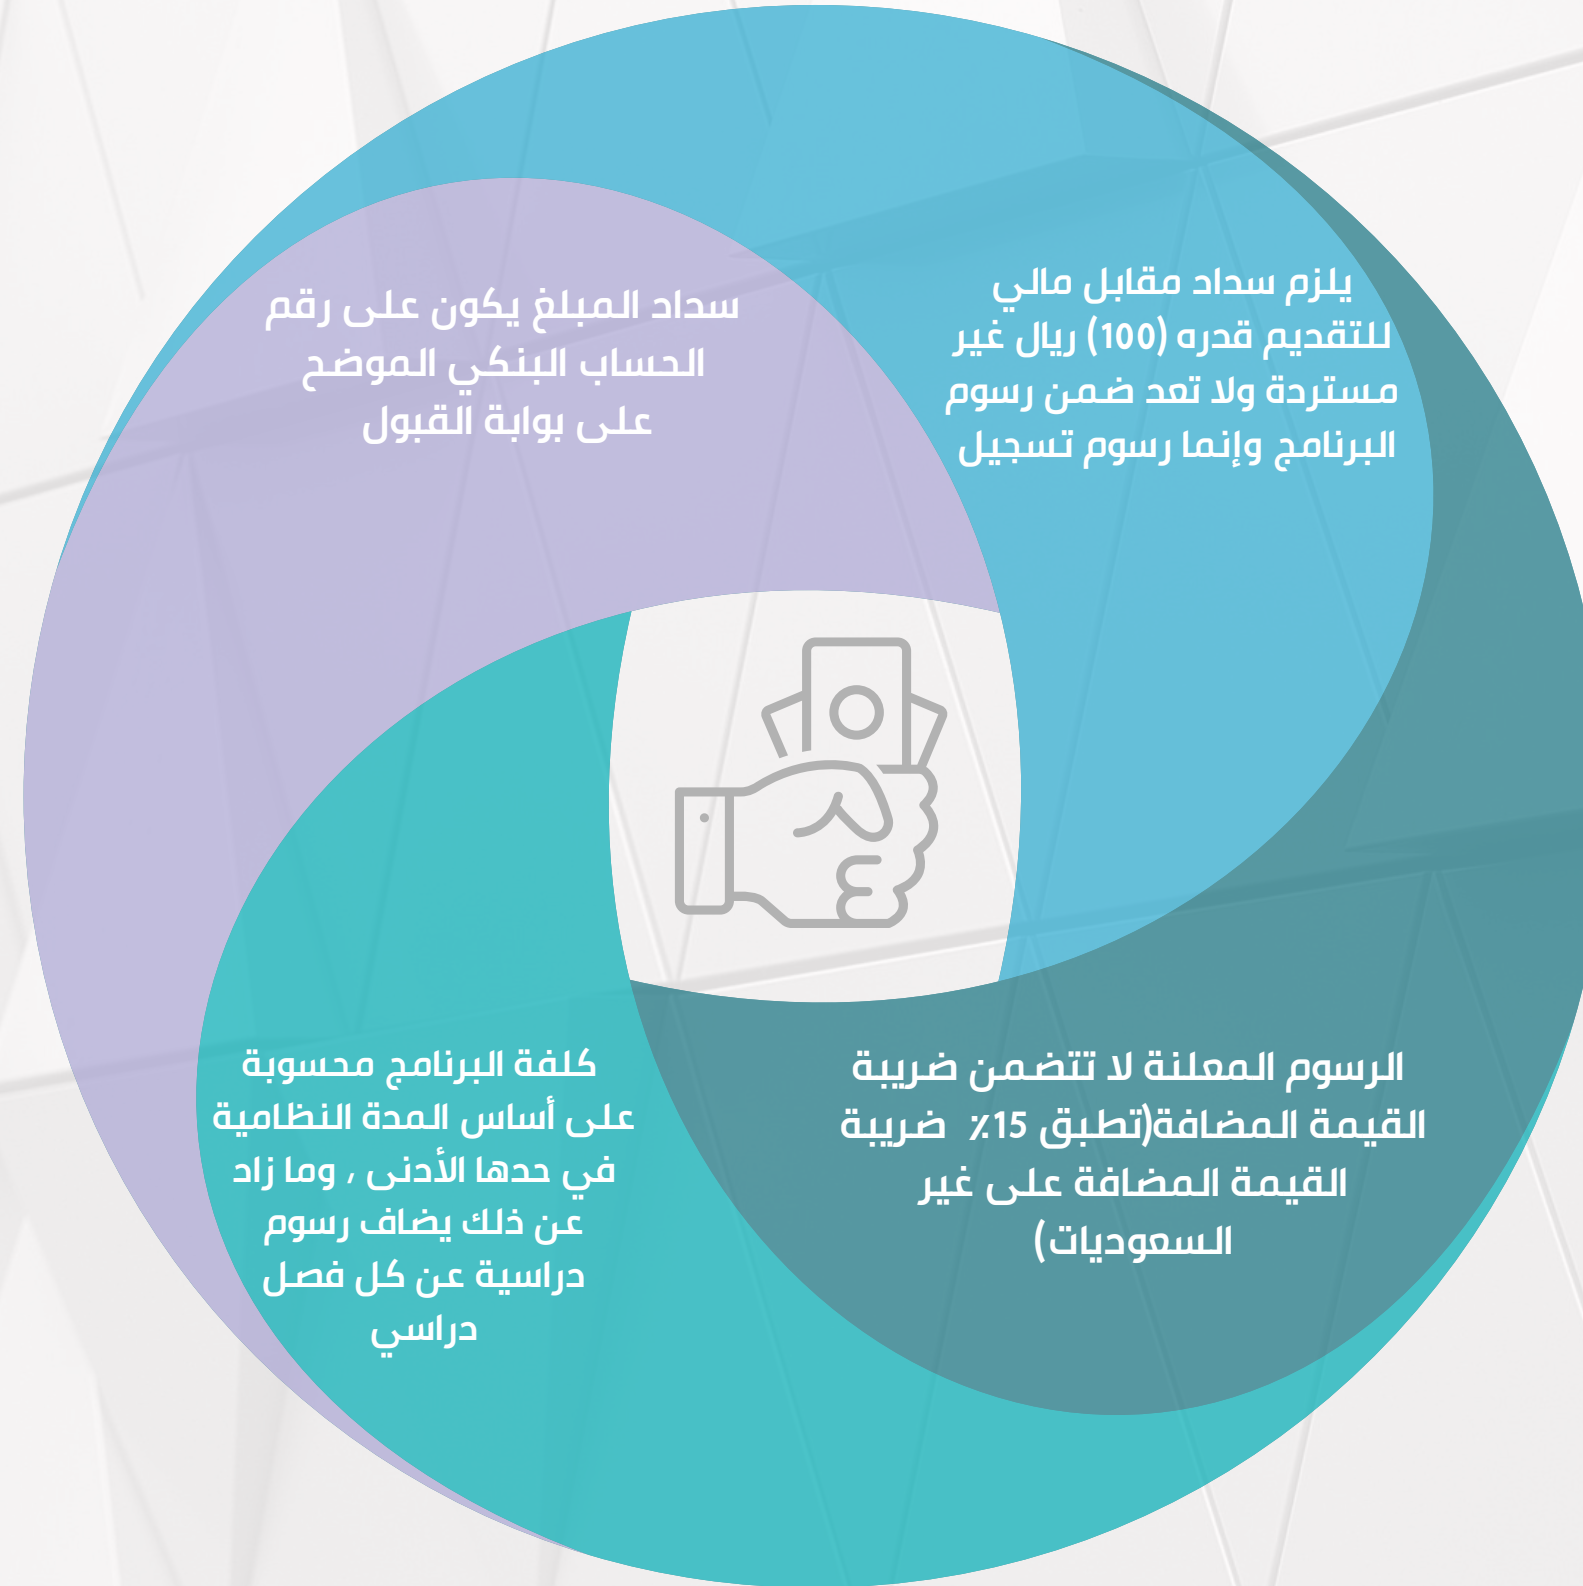 يلزم سداد مقابل مالي
للتقديم قدره (100) ريال غير
مستردة ولا تعد ضمن رسوم
البرنامج وإنما رسوم تسجيل
سداد المبلغ يكون على رقم
الحساب البنكي الموضح
على بوابة القبول
الرسوم المعلنة لا تتضمن ضريبة
القيمة المضافة(تطبق 15٪ ضريبة
القيمة المضافة على غير
السعوديات)
كلفة البرنامج محسوبة
على أساس المدة النظامية
في حدها الأدنى ، وما زاد
عن ذلك يضاف رسوم
دراسية عن كل فصل
دراسي